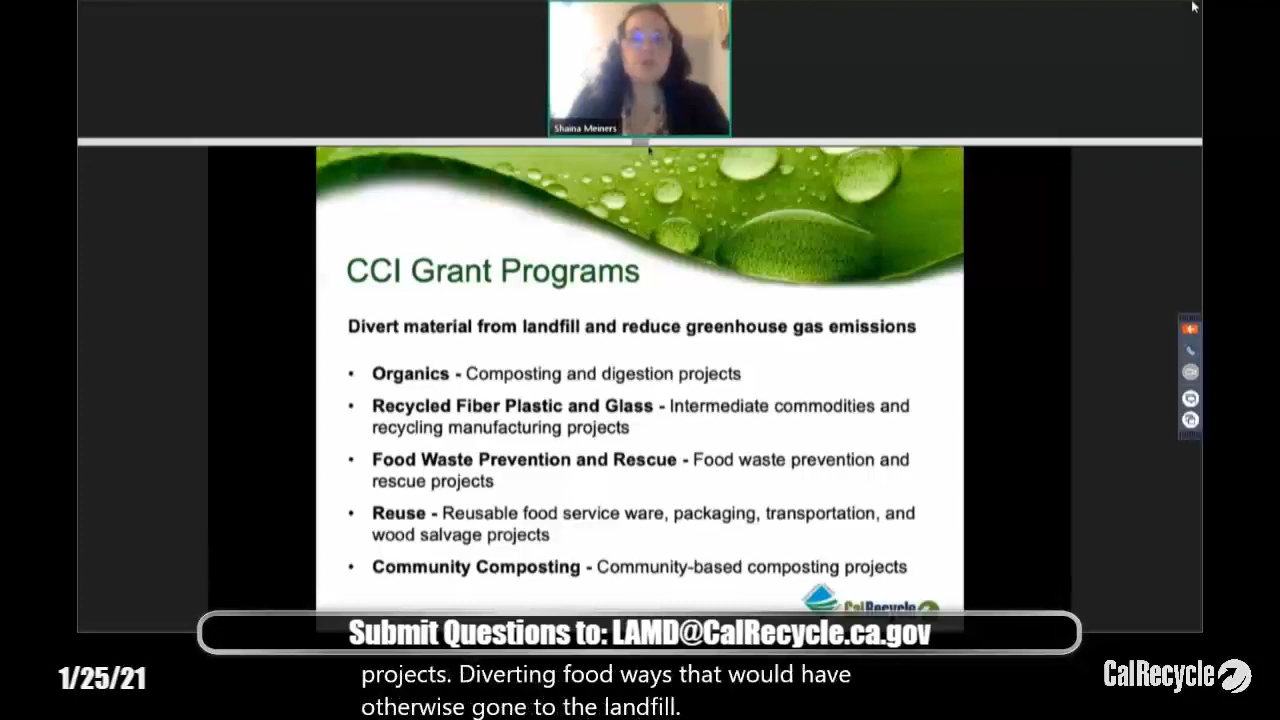 Shaina Meiners
CCI Grant Programs
Divert material from landfill and reduce greenhouse gas emissions
• Organics - Composting and digestion projects
• Recycled Fiber Plastic and Glass - Intermediate commodities and
recycling manufacturing projects
• Food Waste Prevention and Rescue - Food waste prevention and
rescue projects
• Reuse - Reusable food service ware, packaging, transportation, and
wood salvage projects
• Community Composting - Community-based composting projects
CalRecycle
Submit Questions to: LAMD@CalRecycle.ca.gov
projects. Diverting food ways that would have
otherwise gone to the landfill.
1/25/21
CalRecycle